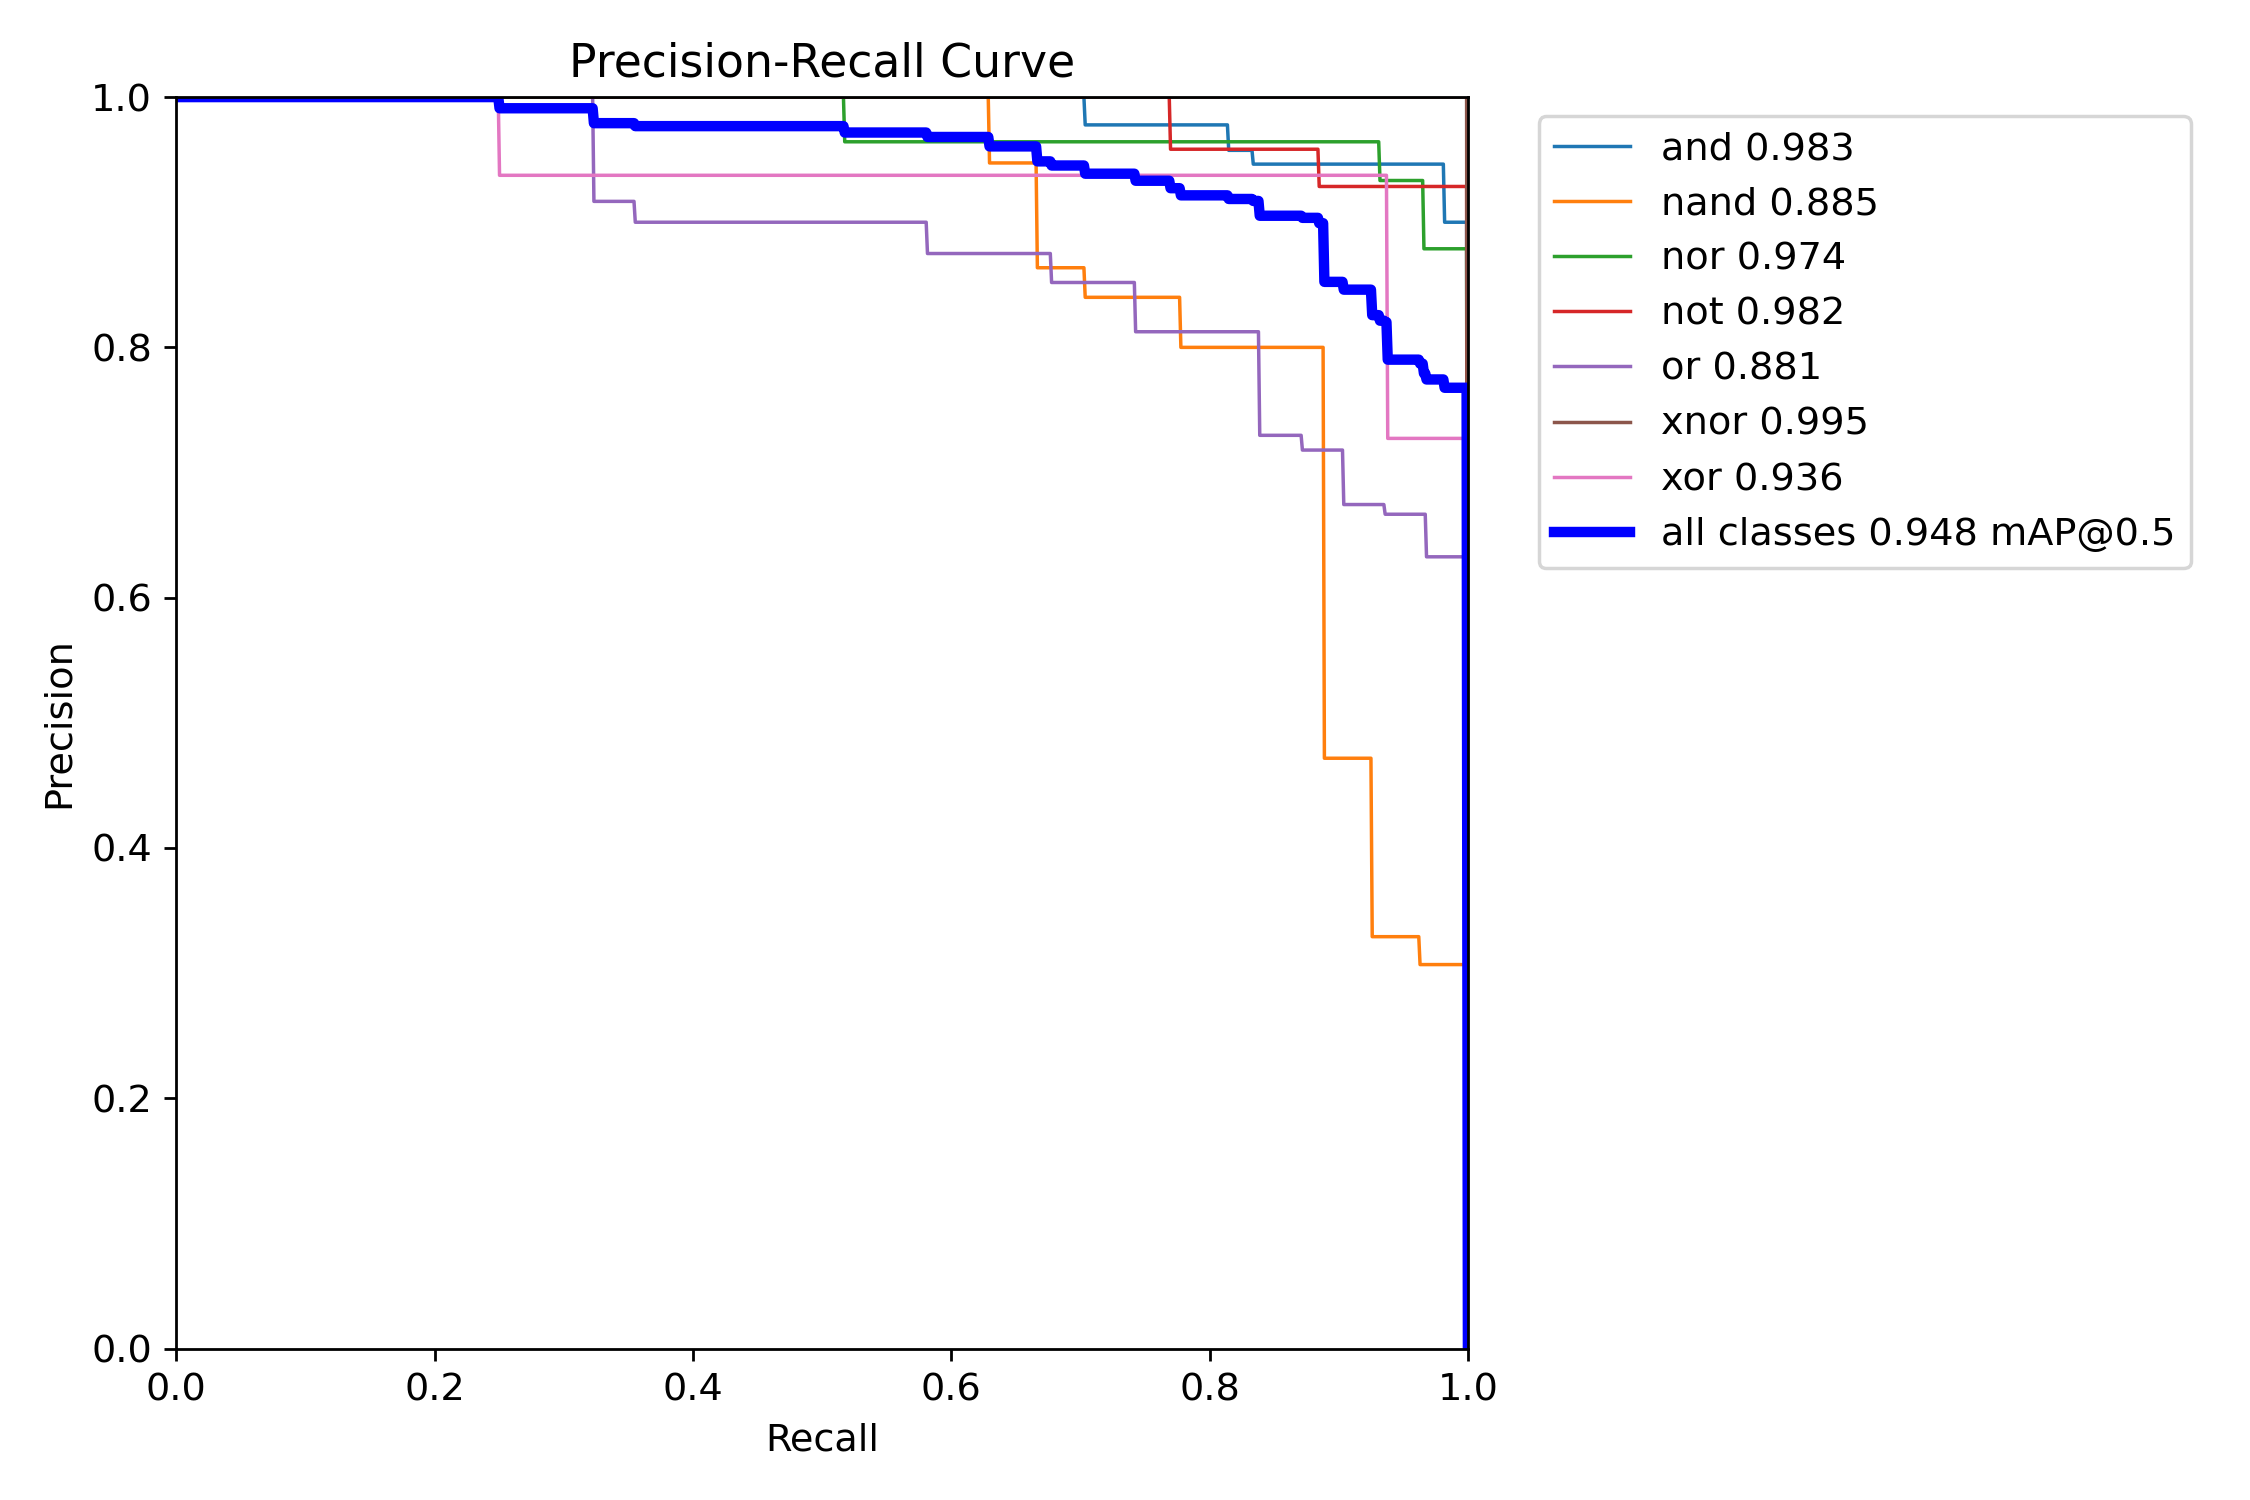 Precision-Recall Curve
1.0
0.8
0.6
0.4
0.2
0.0
Precision
0.0 0.2 0.4 0.6 0.8 1.0
Recall
and 0.983
nand 0.885
nor 0.974
not 0.982
or 0.881
xnor 0.995
xor 0.936
all classes 0.948 mAP@0.5